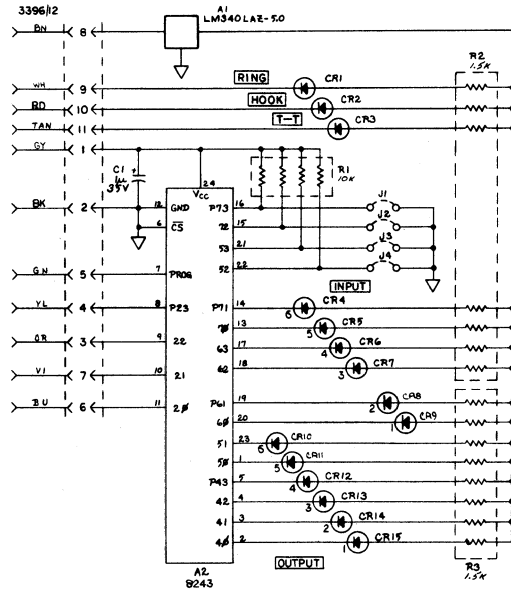 3396/12
A1
LM340LAZ-5.0
BN 8
R2
1.5K
WH 9 RING CR1
RD 10 HOOK CR2
TAN 11 T-T CR3
GY 1
C1
1µ
35V
+
24
VCC
R1
10K
BK 2 12 GND P73 16 J1
6 CS 72 15 J2
53 21 J3
GN 5 7 PROG 52 22 J4
INPUT
YL 4 8 P23 P71 14 6 CR4
OR 3 9 22 7Ø 13 5 CR5
63 17 4 CR6
VI 7 10 21 62 18 3 CR7
BU 6 11 2Ø P61 19 2 CR8
6Ø 20 1 CR9
51 23 6 CR10
5Ø 1 5 CR11
P43 5 4 CR12
42 4 3 CR13
41 3 2 CR14
4Ø 2 1 CR15
OUTPUT
A2
8243
R3
1.5K